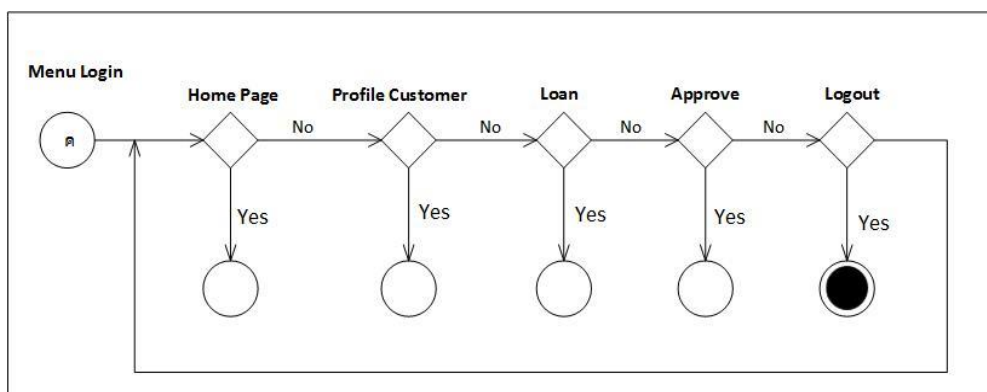 Menu Login
Home Page
Profile Customer
Loan
Approve
Logout
ค
No
No
No
No
Yes
Yes
Yes
Yes
Yes